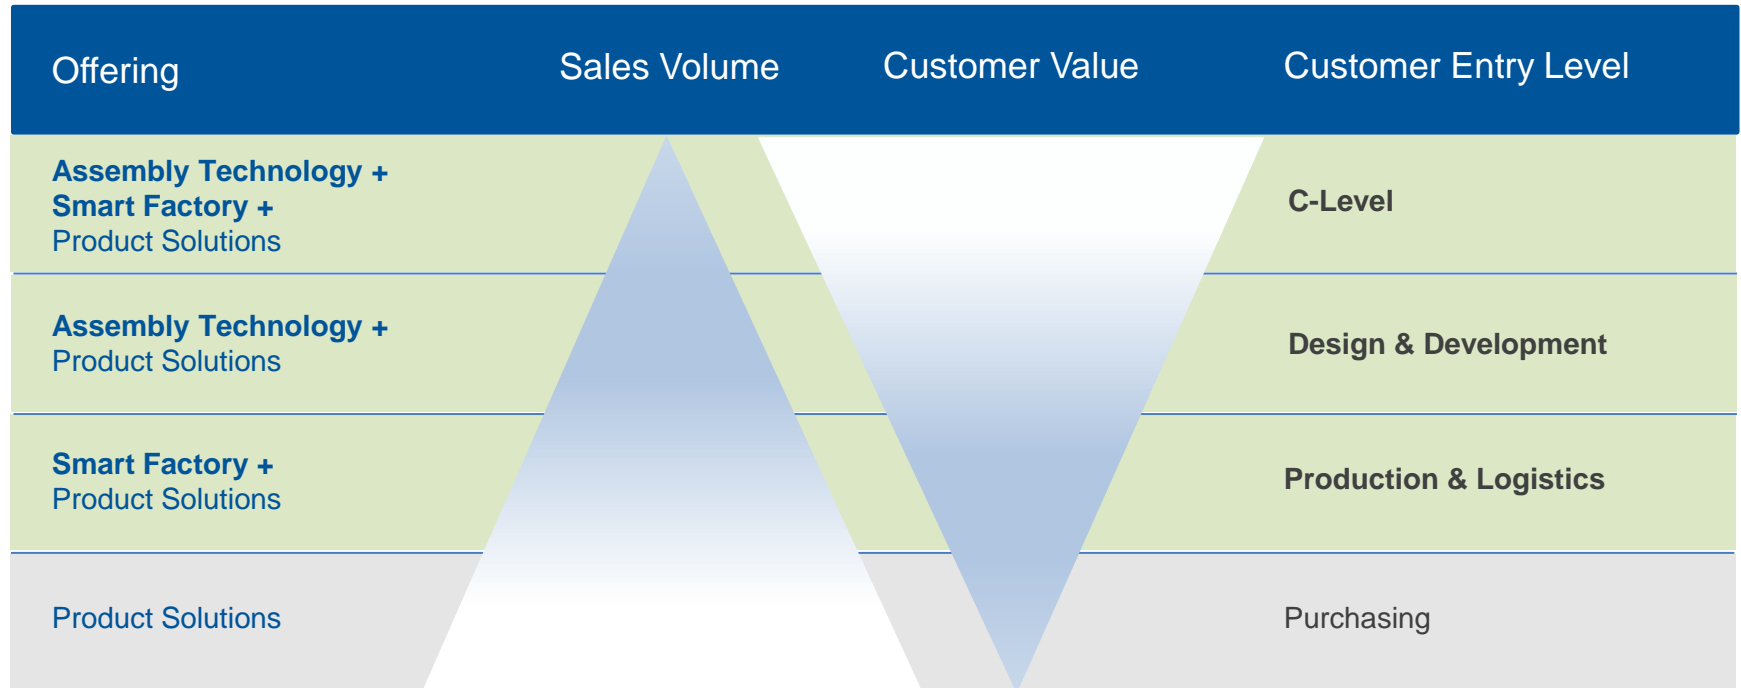 Offering
Sales Volume
Customer Value
Customer Entry Level
Assembly Technology +
Smart Factory +
Product Solutions
C-Level
Assembly Technology +
Product Solutions
Design & Development
Smart Factory +
Product Solutions
Production & Logistics
Product Solutions
Purchasing